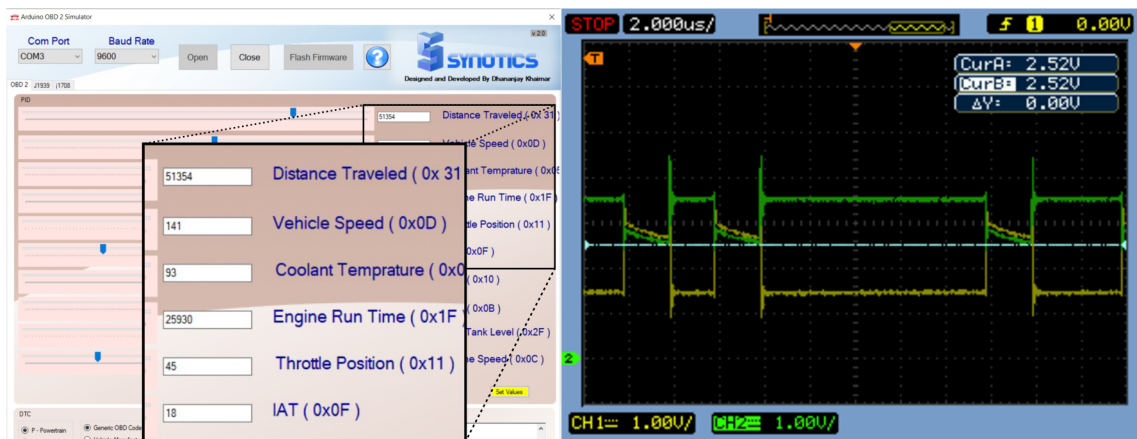 Arduino OBD 2 Simulator
×
Com Port
Baud Rate
v 2.0
COM3
9600
Open
Close
Flash Firmware
?
SYNOTICS
Designed and Developed By Dhananjay Khairnar
OBD 2
J1939
j1708
PID
51354
Distance Traveled ( 0X 31 )
Vehicle Speed ( 0x0D )
ant Temprature ( 0x05
e Run Time ( 0x1F )
tle Position ( 0x11 )
0x0F )
( 0x10 )
( 0x0B )
Tank Level ( 0x2F )
e Speed ( 0x0C )
Set Values
DTC
P - Powertrain
Generic OBD Code
51354
Distance Traveled ( 0x 31
141
Vehicle Speed ( 0x0D )
93
Coolant Temprature ( 0x0
25930
Engine Run Time ( 0x1F )
45
Throttle Position ( 0x11 )
18
IAT ( 0x0F )
STOP
2.000us/
1
0.00V
T
CurA: 2.52V
CurB: 2.52V
ΔY: 0.00V
2
CH1 1.00V/
CH2 1.00V/